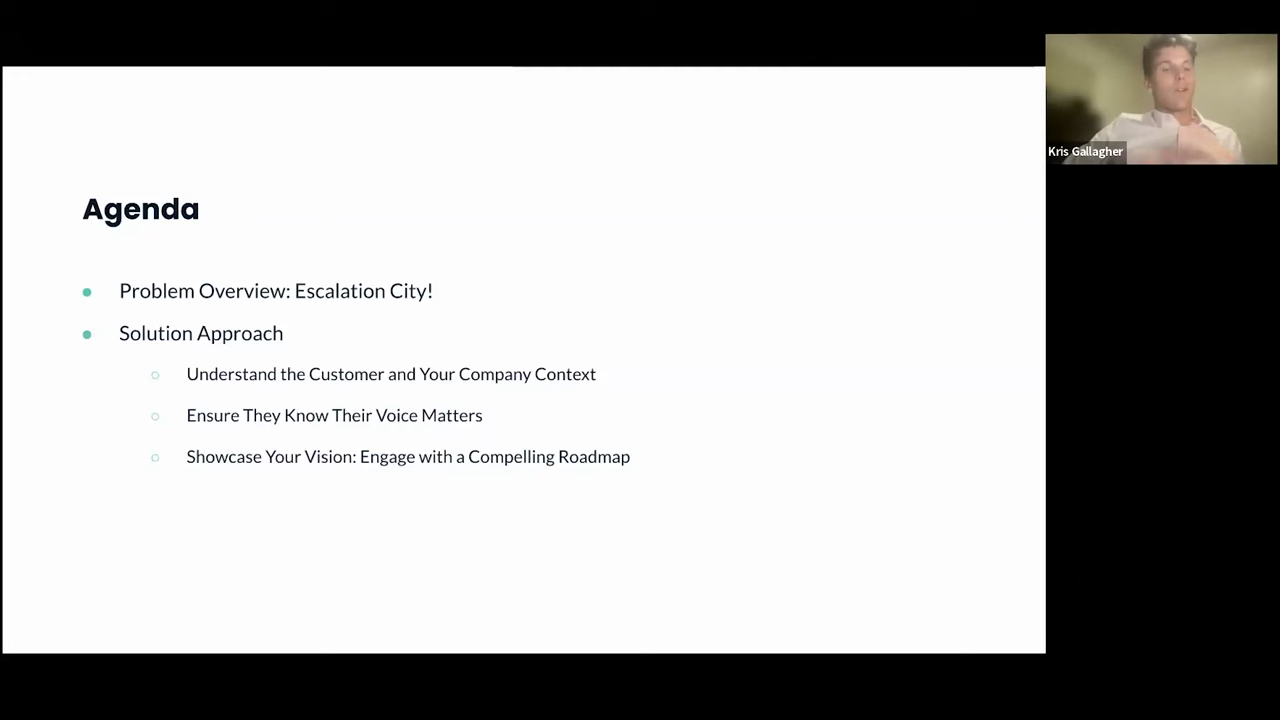 Agenda
Problem Overview: Escalation City!
Solution Approach
Understand the Customer and Your Company Context
Ensure They Know Their Voice Matters
Showcase Your Vision: Engage with a Compelling Roadmap
Kris Gallagher